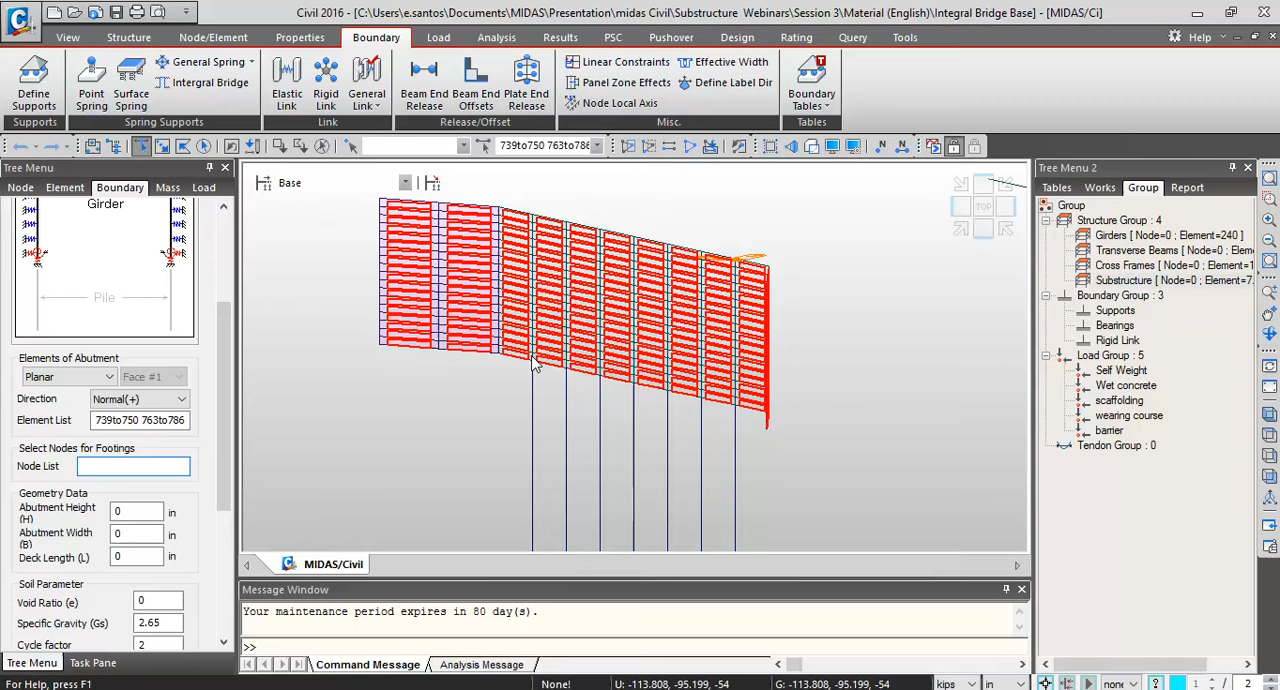 Civil 2016 - [C:\Users\e.santos\Documents\MIDAS\Presentation\midas Civil\Substructure Webinars\Session 3\Material (English)\Integral Bridge Base] - [MIDAS/Ci]
View Structure Node/Element Properties Boundary Load Analysis Results PSC Pushover Design Rating Query Tools Help
Define Supports
Point Spring
Surface Spring
General Spring
Intergral Bridge
Elastic Link
Rigid Link
General Link
Beam End Release
Beam End Offsets
Plate End Release
Linear Constraints
Effective Width
Panel Zone Effects
Define Label Dir
Node Local Axis
Boundary Tables
Supports Spring Supports Link Release/Offset Misc. Tables
739to750 763to786
Tree Menu
Node Element Boundary Mass Load
Girder
Pile
Elements of Abutment
Planar Face #1
Direction Normal(+)
Element List 739to750 763to786
Select Nodes for Footings
Node List
Geometry Data
Abutment Height (H) 0 in
Abutment Width (B) 0 in
Deck Length (L) 0 in
Soil Parameter
Void Ratio (e) 0
Specific Gravity (Gs) 2.65
Cycle factor 2
Tree Menu Task Pane
Base
TOP
MIDAS/Civil
Message Window
Your maintenance period expires in 80 day(s).
>>
Command Message Analysis Message
Tree Menu 2
Tables Works Group Report
Group
Structure Group : 4
Girders [ Node=0 ; Element=240 ]
Transverse Beams [ Node=0 ; Element=
Cross Frames [ Node=0 ; Element=1
Substructure [ Node=0 ; Element=7
Boundary Group : 3
Supports
Bearings
Rigid Link
Load Group : 5
Self Weight
Wet concrete
scaffolding
wearing course
barrier
Tendon Group : 0
For Help, press F1 None! U: -113.808, -95.199, -54 G: -113.808, -95.199, -54 kips in none 1 / 2